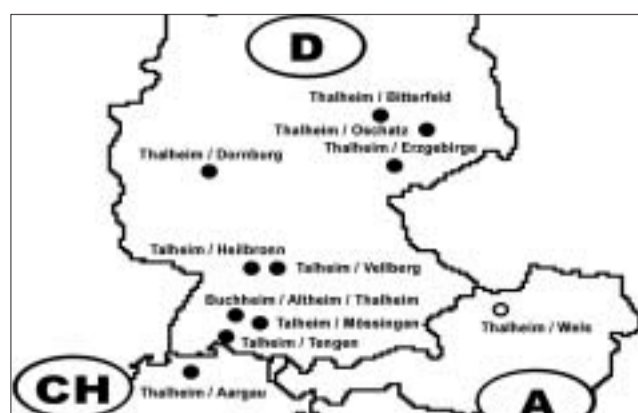 D
Thalheim / Bitterfeld
Thalheim / Oschatz
Thalheim / Erzgebirge
Thalheim / Dornburg
Talheim / Heilbronn
Talheim / Vellberg
Buchheim / Altheim / Thalheim
Talheim / Mössingen
Thalheim / Wels
Talheim / Tengen
CH
Thalheim / Aargau
A